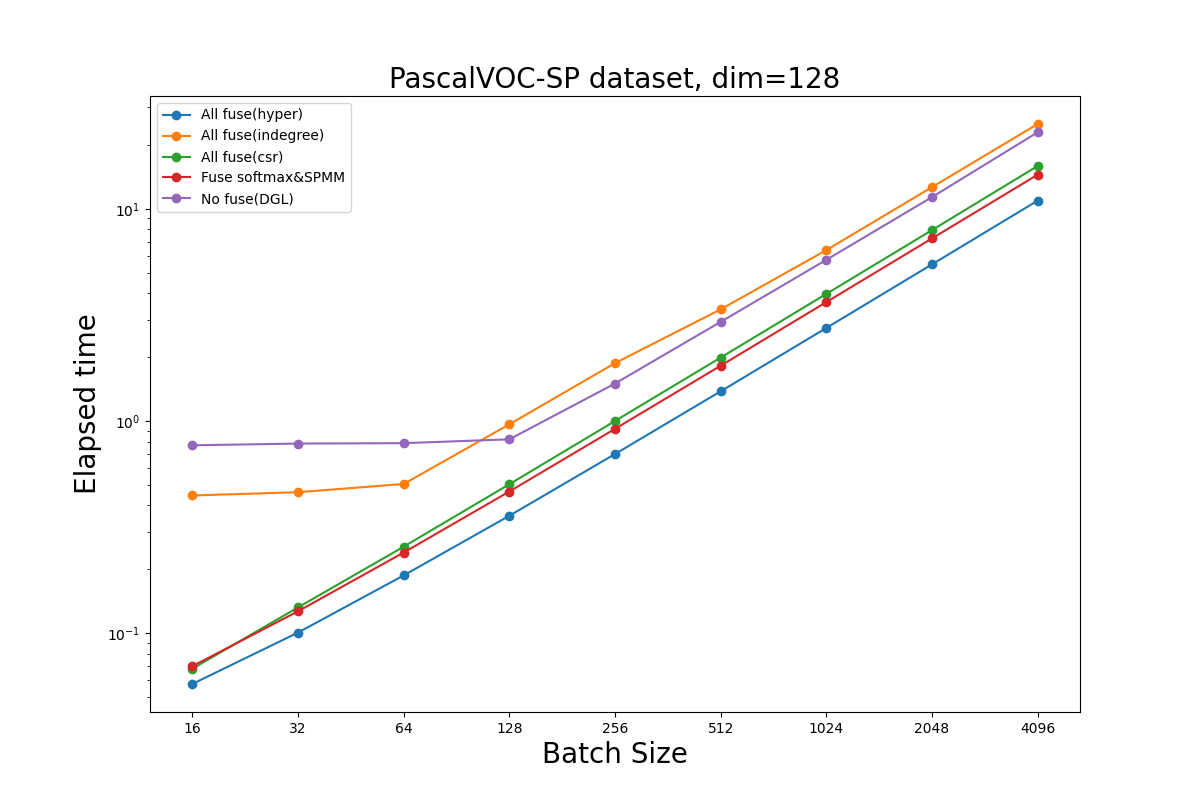 PascalVOC-SP dataset, dim=128
All fuse(hyper)
All fuse(indegree)
All fuse(csr)
Fuse softmax&SPMM
No fuse(DGL)
Elapsed time
10¹
10⁰
10⁻¹
16 32 64 128 256 512 1024 2048 4096
Batch Size